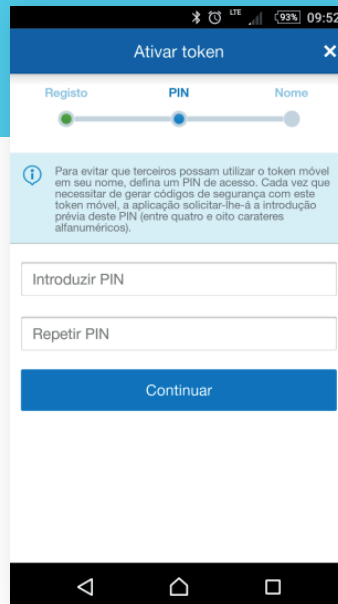 LTE 93% 09:52
Ativar token ×
Registo PIN Nome
Para evitar que terceiros possam utilizar o token móvel
em seu nome, defina um PIN de acesso. Cada vez que
necessitar de gerar códigos de segurança com este
token móvel, a aplicação solicitar-lhe-á a introdução
prévia deste PIN (entre quatro e oito carateres
alfanuméricos).
Introduzir PIN
Repetir PIN
Continuar